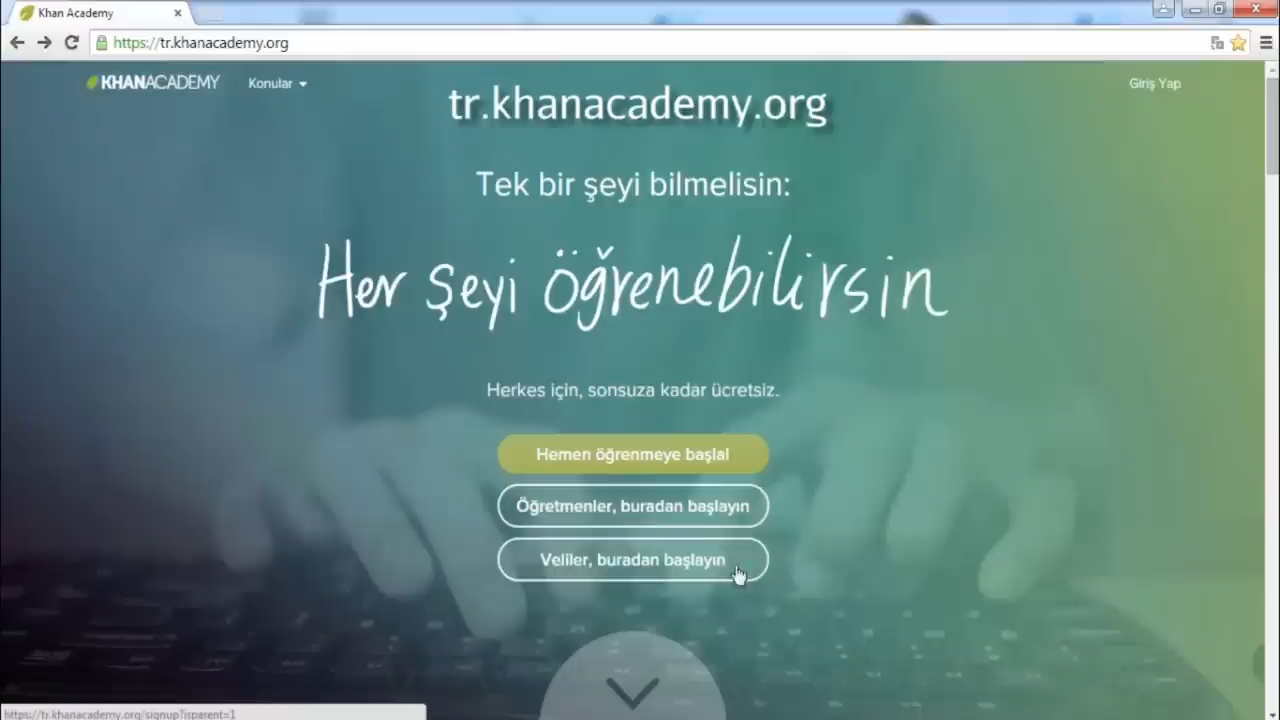 Khan Academy
https://tr.khanacademy.org
KHANACADEMY
Konular
Giriş Yap
tr.khanacademy.org
Tek bir şeyi bilmelisin:
Her şeyi öğrenebilirsin
Herkes için, sonsuza kadar ücretsiz.
Hemen öğrenmeye başla!
Öğretmenler, buradan başlayın
Veliler, buradan başlayın
https://tr.khanacademy.org/signup?isparent=1